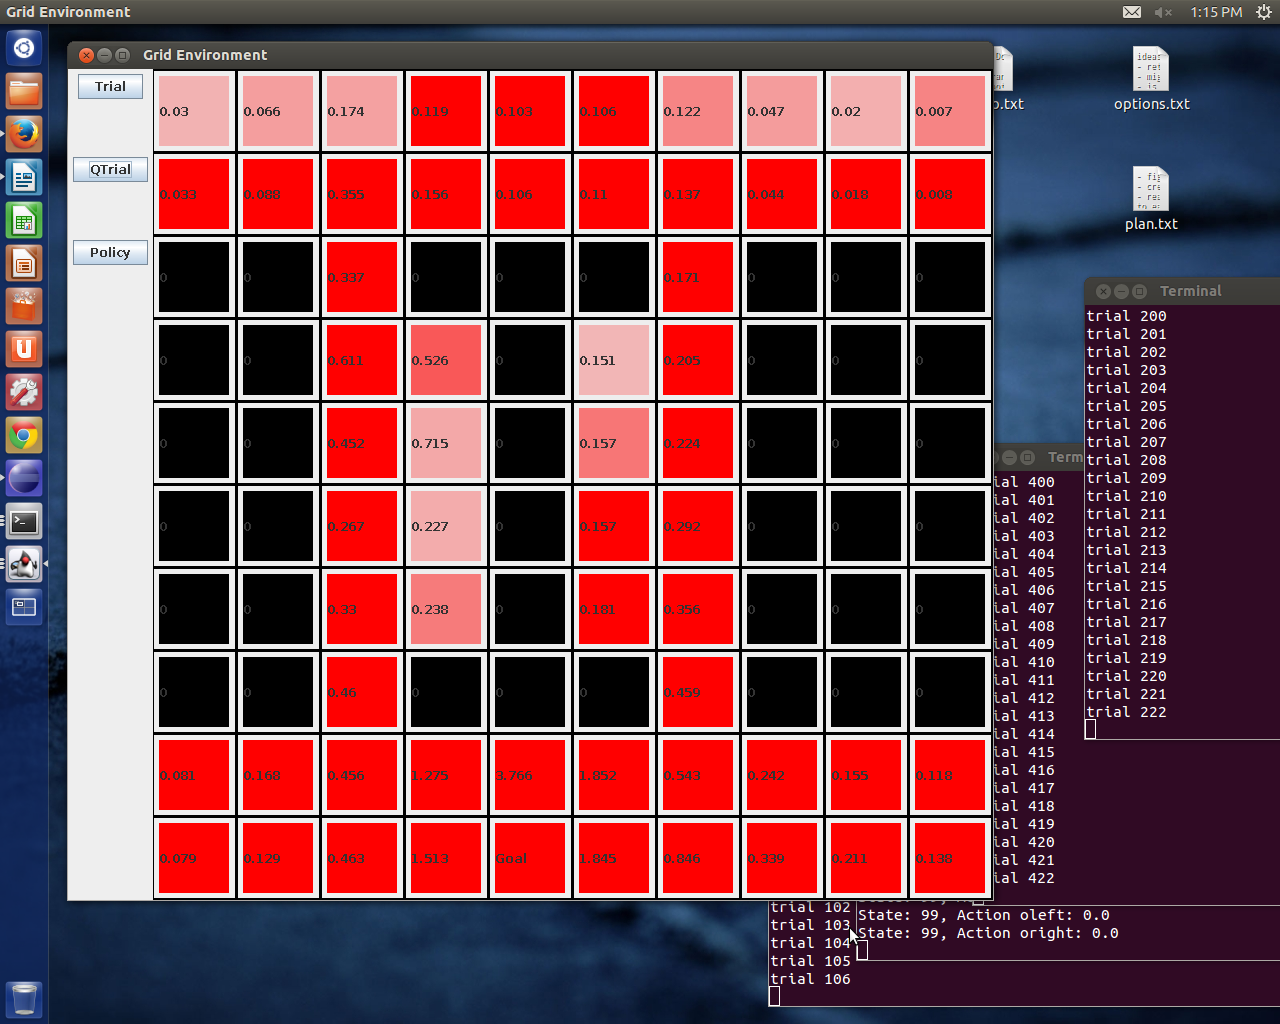 Grid Environment
1:15 PM
Grid Environment
Trial
QTrial
Policy
0.03 0.066 0.174 0.119 0.103 0.106 0.122 0.047 0.02 0.007
0.033 0.088 0.355 0.156 0.106 0.11 0.137 0.044 0.018 0.008
0 0 0.337 0 0 0 0.171 0 0 0
0 0 0.611 0.526 0 0.151 0.205 0 0 0
0 0 0.452 0.715 0 0.157 0.224 0 0 0
0 0 0.267 0.227 0 0.157 0.292 0 0 0
0 0 0.33 0.238 0 0.181 0.356 0 0 0
0 0 0.46 0 0 0 0.459 0 0 0
0.081 0.168 0.456 1.275 3.766 1.852 0.543 0.242 0.155 0.118
0.079 0.129 0.463 1.513 Goal 1.845 0.846 0.339 0.211 0.138
.txt
options.txt
plan.txt
Terminal
trial 200
trial 201
trial 202
trial 203
trial 204
trial 205
trial 206
trial 207
trial 208
trial 209
trial 210
trial 211
trial 212
trial 213
trial 214
trial 215
trial 216
trial 217
trial 218
trial 219
trial 220
trial 221
trial 222
Term
ial 400
ial 401
ial 402
ial 403
ial 404
ial 405
ial 406
ial 407
ial 408
ial 409
ial 410
ial 411
ial 412
ial 413
ial 414
ial 415
ial 416
ial 417
ial 418
ial 419
ial 420
ial 421
ial 422
State: 99, Action oleft: 0.0
State: 99, Action oright: 0.0
trial 102
trial 103
trial 104
trial 105
trial 106